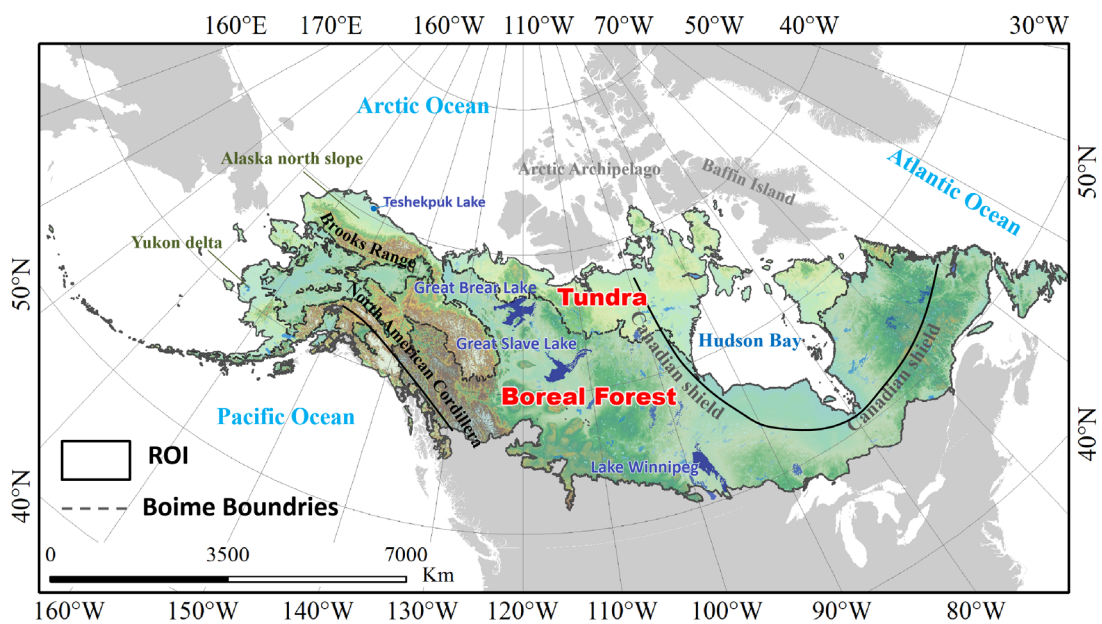 160°E 170°E 160°W 110°W 70°W 50°W 40°W 30°W
Arctic Ocean
Alaska north slope
Arctic Archipelago
Baffin Island
Atlantic Ocean
50°N
Teshekpuk Lake
Yukon delta
Brooks Range
50°N
Great Brear Lake
Tundra
North American Cordillera
Great Slave Lake
Canadian shield
Hudson Bay
Canadian shield
Boreal Forest
Pacific Ocean
40°N
ROI
Lake Winnipeg
40°N
Boime Boundries
0 3500 7000
Km
160°W 150°W 140°W 130°W 120°W 110°W 100°W 90°W 80°W